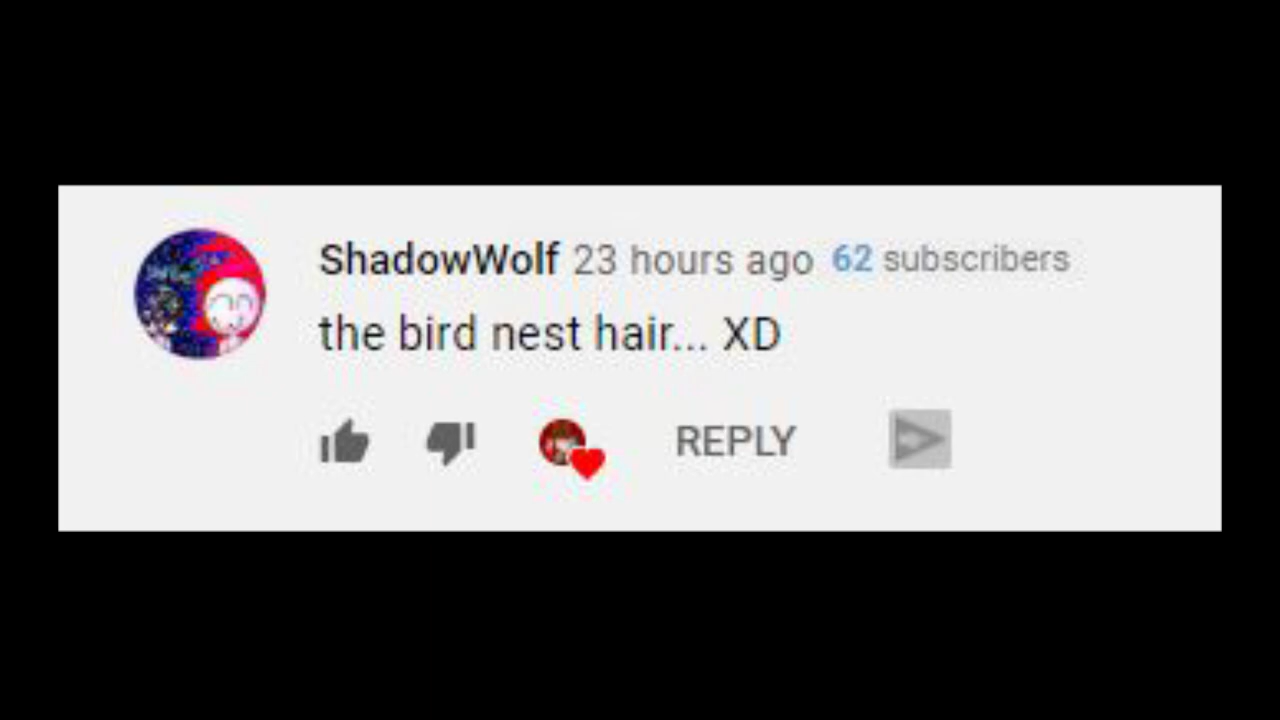 ShadowWolf 23 hours ago 62 subscribers
the bird nest hair... XD
REPLY